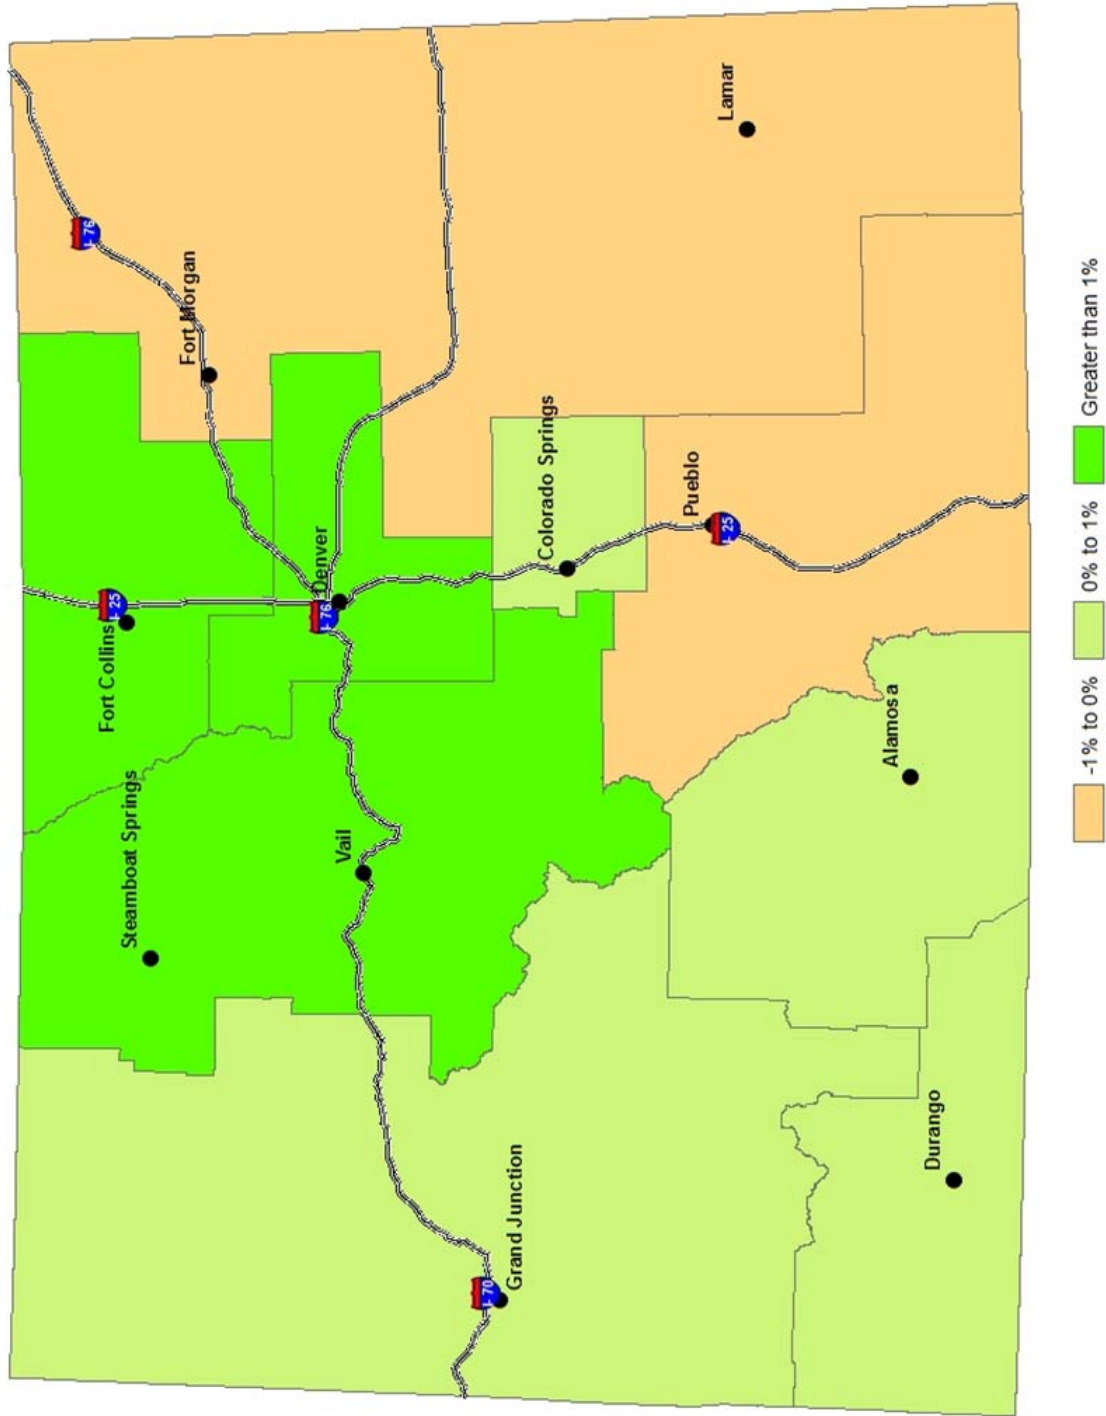 I-76
Fort Collins
I-25
Steamboat Springs
Fort Morgan
Denver
I-76
Vail
I-70
Grand Junction
Colorado Springs
Pueblo
I-25
Lamar
Alamosa
Durango
-1% to 0%
0% to 1%
Greater than 1%